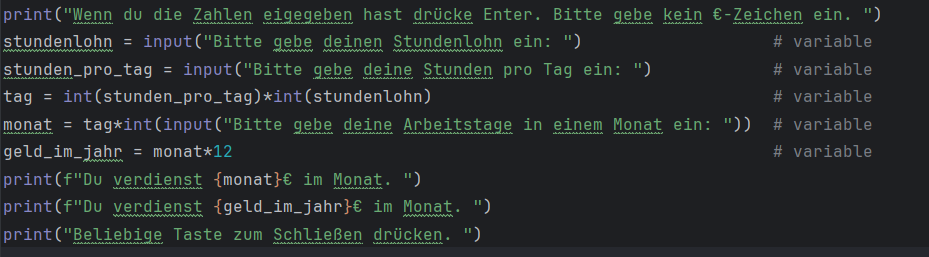 print("Wenn du die Zahlen eigegeben hast drücke Enter. Bitte gebe kein €-Zeichen ein. ")
stundenlohn = input("Bitte gebe deinen Stundenlohn ein: ") # variable
stunden_pro_tag = input("Bitte gebe deine Stunden pro Tag ein: ") # variable
tag = int(stunden_pro_tag)*int(stundenlohn) # variable
monat = tag*int(input("Bitte gebe deine Arbeitstage in einem Monat ein: ")) # variable
geld_im_jahr = monat*12 # variable
print(f"Du verdienst {monat}€ im Monat. ")
print(f"Du verdienst {geld_im_jahr}€ im Monat. ")
print("Beliebige Taste zum Schließen drücken. ")